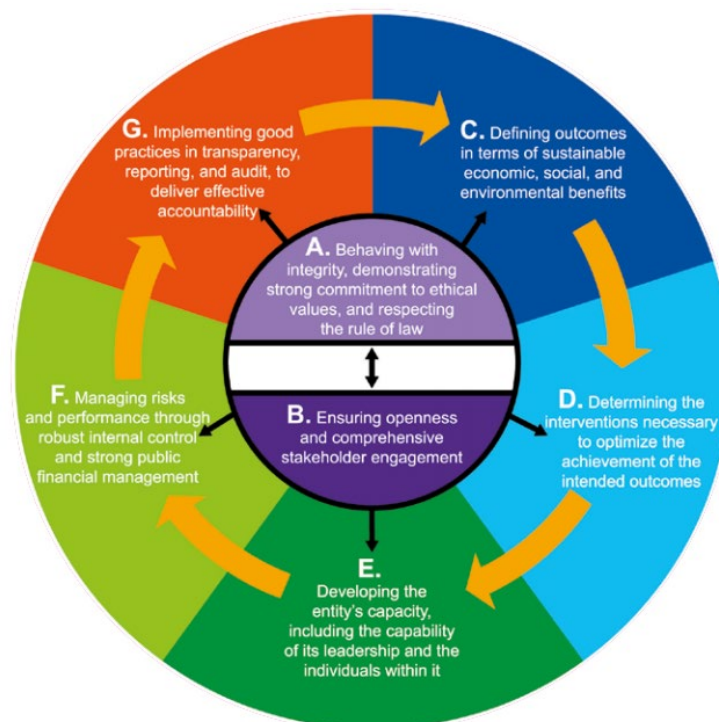 A. Behaving with
integrity, demonstrating
strong commitment to ethical
values, and respecting
the rule of law
B. Ensuring openness
and comprehensive
stakeholder engagement
C. Defining outcomes
in terms of sustainable
economic, social, and
environmental benefits
D. Determining the
interventions necessary
to optimize the
achievement of the
intended outcomes
E.
Developing the
entity’s capacity,
including the capability
of its leadership and the
individuals within it
F. Managing risks
and performance through
robust internal control
and strong public
financial management
G. Implementing good
practices in transparency,
reporting, and audit, to
deliver effective
accountability